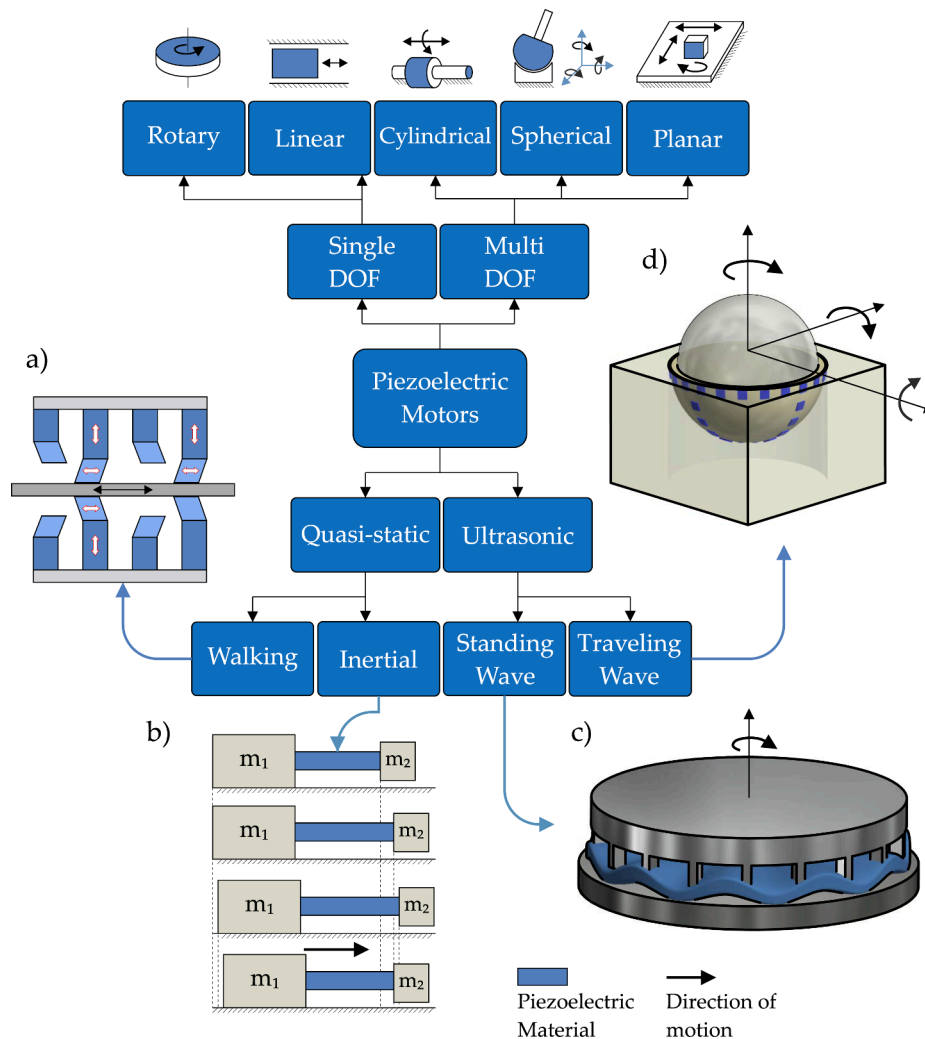 Rotary
Linear
Cylindrical
Spherical
Planar
Single
DOF
Multi
DOF
d)
a)
Piezoelectric
Motors
Quasi-static
Ultrasonic
Walking
Inertial
Standing
Wave
Traveling
Wave
b)
c)
m₁
m₂
m₁
m₂
m₁
m₂
m₁
m₂
Piezoelectric
Material
Direction of
motion